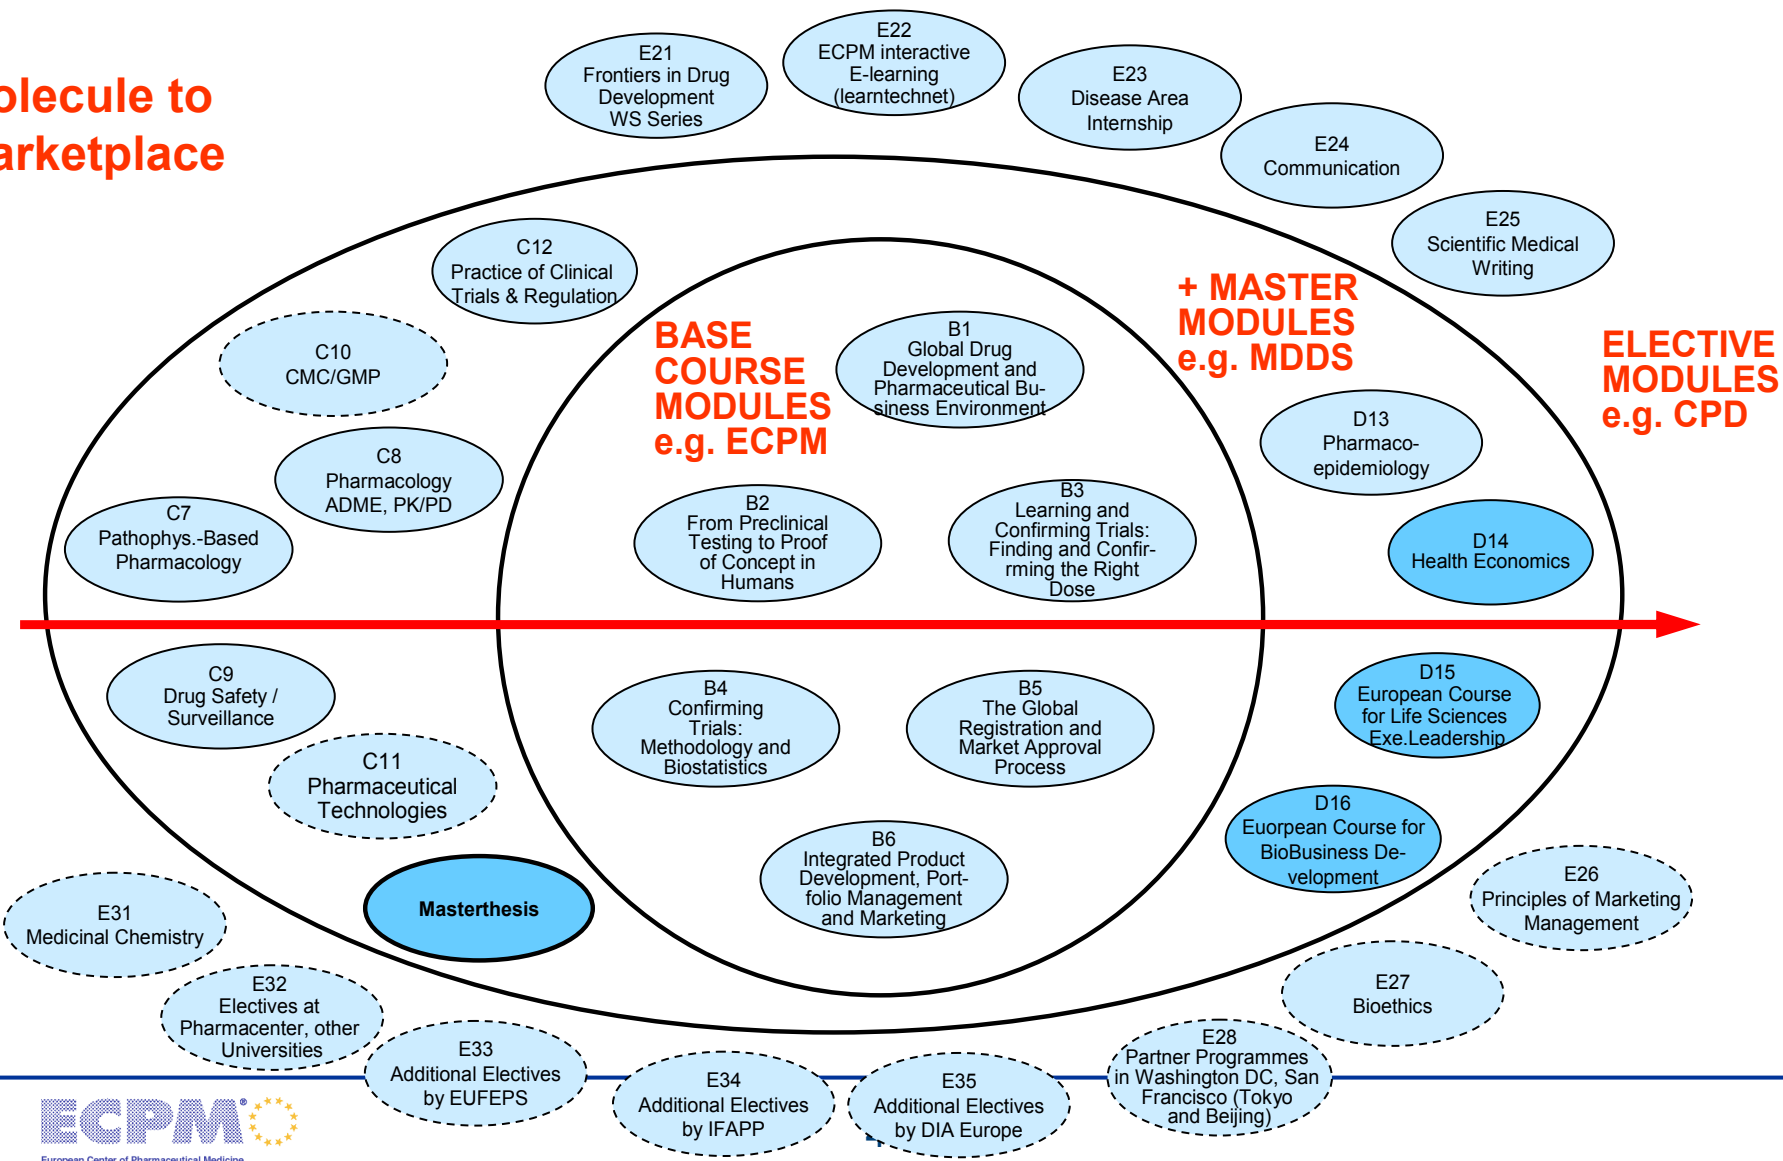 E21
Frontiers in Drug
Development
WS Series
E22
ECPM interactive
E-learning
(learntechnet)
E23
Disease Area
Internship
E24
Communication
E25
Scientific Medical
Writing
olecule to
arketplace
C12
Practice of Clinical
Trials & Regulation
C10
CMC/GMP
C8
Pharmacology
ADME, PK/PD
C7
Pathophys.-Based
Pharmacology
BASE
COURSE
MODULES
e.g. ECPM
B1
Global Drug
Development and
Pharmaceutical Bu-
siness Environment
B2
From Preclinical
Testing to Proof
of Concept in
Humans
B3
Learning and
Confirming Trials:
Finding and Confir-
rming the Right
Dose
+ MASTER
MODULES
e.g. MDDS
ELECTIVE
MODULES
e.g. CPD
D13
Pharmaco-
epidemiology
D14
Health Economics
C9
Drug Safety /
Surveillance
C11
Pharmaceutical
Technologies
Masterthesis
B4
Confirming
Trials:
Methodology and
Biostatistics
B5
The Global
Registration and
Market Approval
Process
B6
Integrated Product
Development, Port-
folio Management
and Marketing
D15
European Course
for Life Sciences
Exe.Leadership
D16
Euorpean Course for
BioBusiness De-
velopment
E26
Principles of Marketing
Management
E27
Bioethics
E28
Partner Programmes
in Washington DC, San
Francisco (Tokyo
and Beijing)
E31
Medicinal Chemistry
E32
Electives at
Pharmacenter, other
Universities
E33
Additional Electives
by EUFEPS
E34
Additional Electives
by IFAPP
E35
Additional Electives
by DIA Europe
ECPM®
European Center of Pharmaceutical Medicine